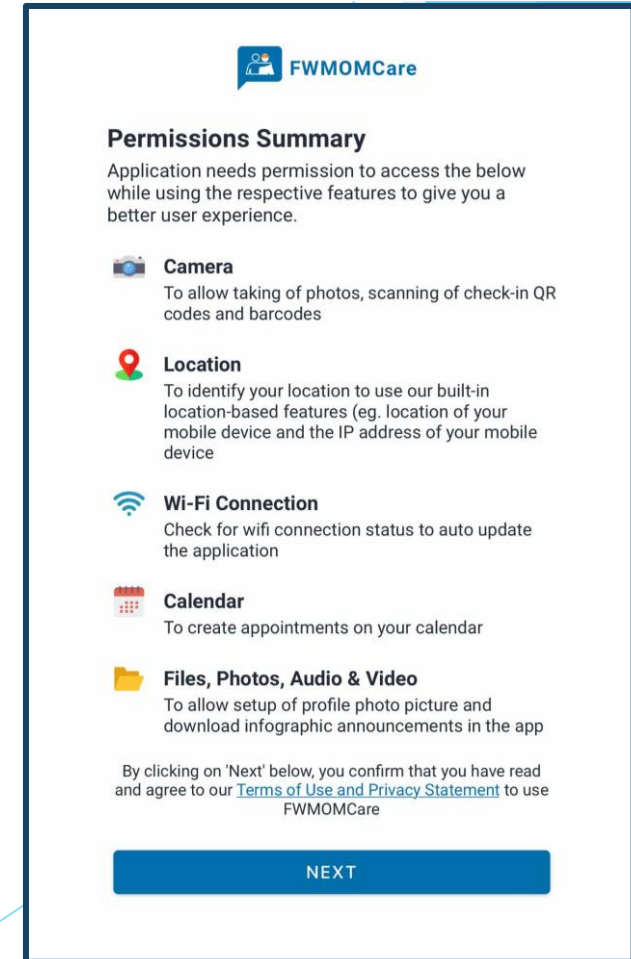 FWMOMCare
Permissions Summary
Application needs permission to access the below
while using the respective features to give you a
better user experience.
Camera
To allow taking of photos, scanning of check-in QR
codes and barcodes
Location
To identify your location to use our built-in
location-based features (eg. location of your
mobile device and the IP address of your mobile
device
Wi-Fi Connection
Check for wifi connection status to auto update
the application
Calendar
To create appointments on your calendar
Files, Photos, Audio & Video
To allow setup of profile photo picture and
download infographic announcements in the app
By clicking on 'Next' below, you confirm that you have read
and agree to our Terms of Use and Privacy Statement to use
FWMOMCare
NEXT